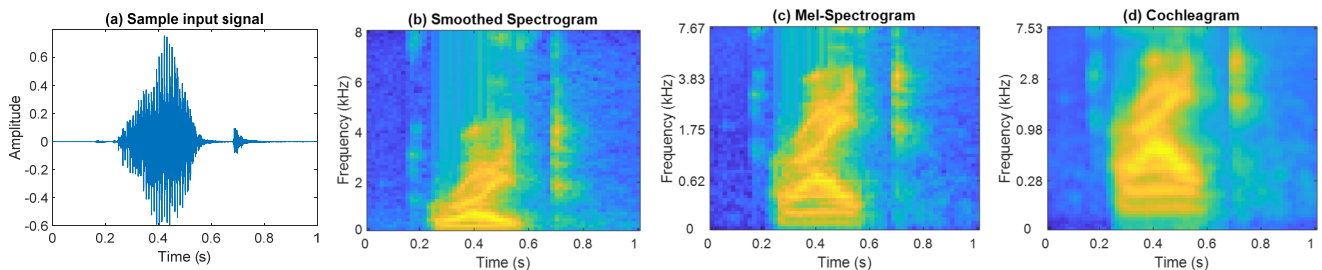 (a) Sample input signal
Amplitude
0.6
0.4
0.2
0
-0.2
-0.4
-0.6
0 0.2 0.4 0.6 0.8 1
Time (s)
(b) Smoothed Spectrogram
Frequency (kHz)
8
6
4
2
0
0 0.2 0.4 0.6 0.8 1
Time (s)
(c) Mel-Spectrogram
Frequency (kHz)
7.67
3.83
1.75
0.62
0
0 0.2 0.4 0.6 0.8 1
Time (s)
(d) Cochleagram
Frequency (kHz)
7.53
2.8
0.98
0.28
0
0 0.2 0.4 0.6 0.8 1
Time (s)